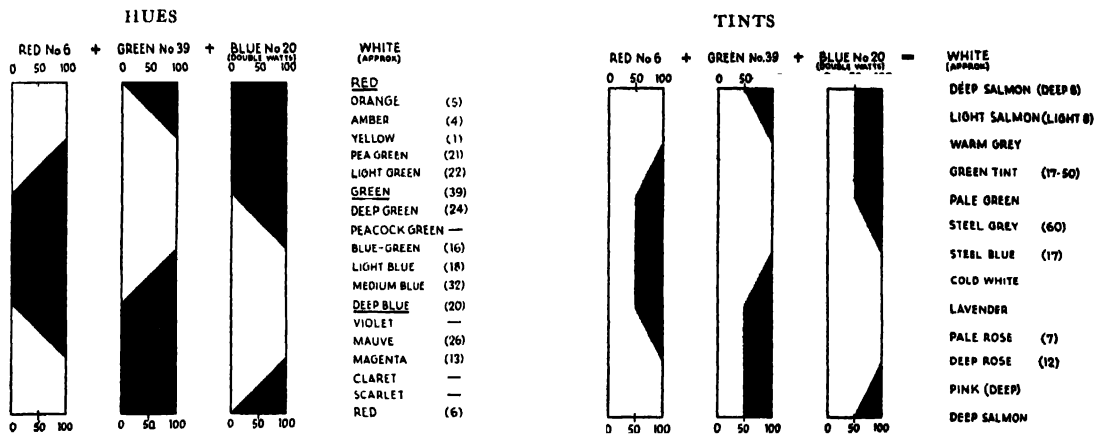 HUES
RED No 6 + GREEN No 39 + BLUE No 20 WHITE
(DOUBLE WATTS) (APPROX)
0 50 100 0 50 100 0 50 100
RED
ORANGE (5)
AMBER (4)
YELLOW (1)
PEA GREEN (21)
LIGHT GREEN (22)
GREEN (39)
DEEP GREEN (24)
PEACOCK GREEN —
BLUE-GREEN (16)
LIGHT BLUE (18)
MEDIUM BLUE (32)
DEEP BLUE (20)
VIOLET —
MAUVE (26)
MAGENTA (13)
CLARET —
SCARLET —
RED (6)
0 50 100 0 50 100 0 50 100
TINTS
RED No 6 + GREEN No.39 + BLUE No 20 = WHITE
(DOUBLE WATTS) (APPROX)
0 50 100 0 50 100 0 50 100
DEEP SALMON (DEEP 8)
LIGHT SALMON (LIGHT 8)
WARM GREY
GREEN TINT (17-50)
PALE GREEN
STEEL GREY (60)
STEEL BLUE (17)
COLD WHITE
LAVENDER
PALE ROSE (7)
DEEP ROSE (12)
PINK (DEEP)
DEEP SALMON
0 50 100 0 50 100 0 50 100